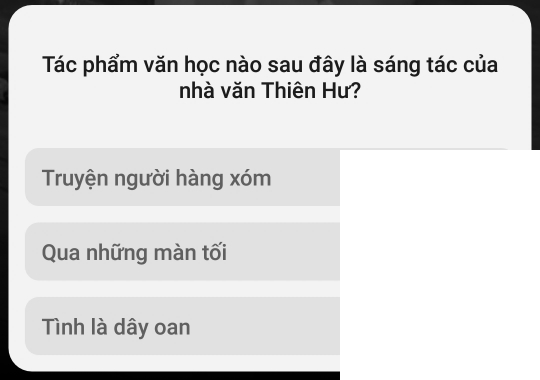 Tác phẩm văn học nào sau đây là sáng tác của
nhà văn Thiên Hư?
Truyện người hàng xóm
Qua những màn tối
Tình là dây oan